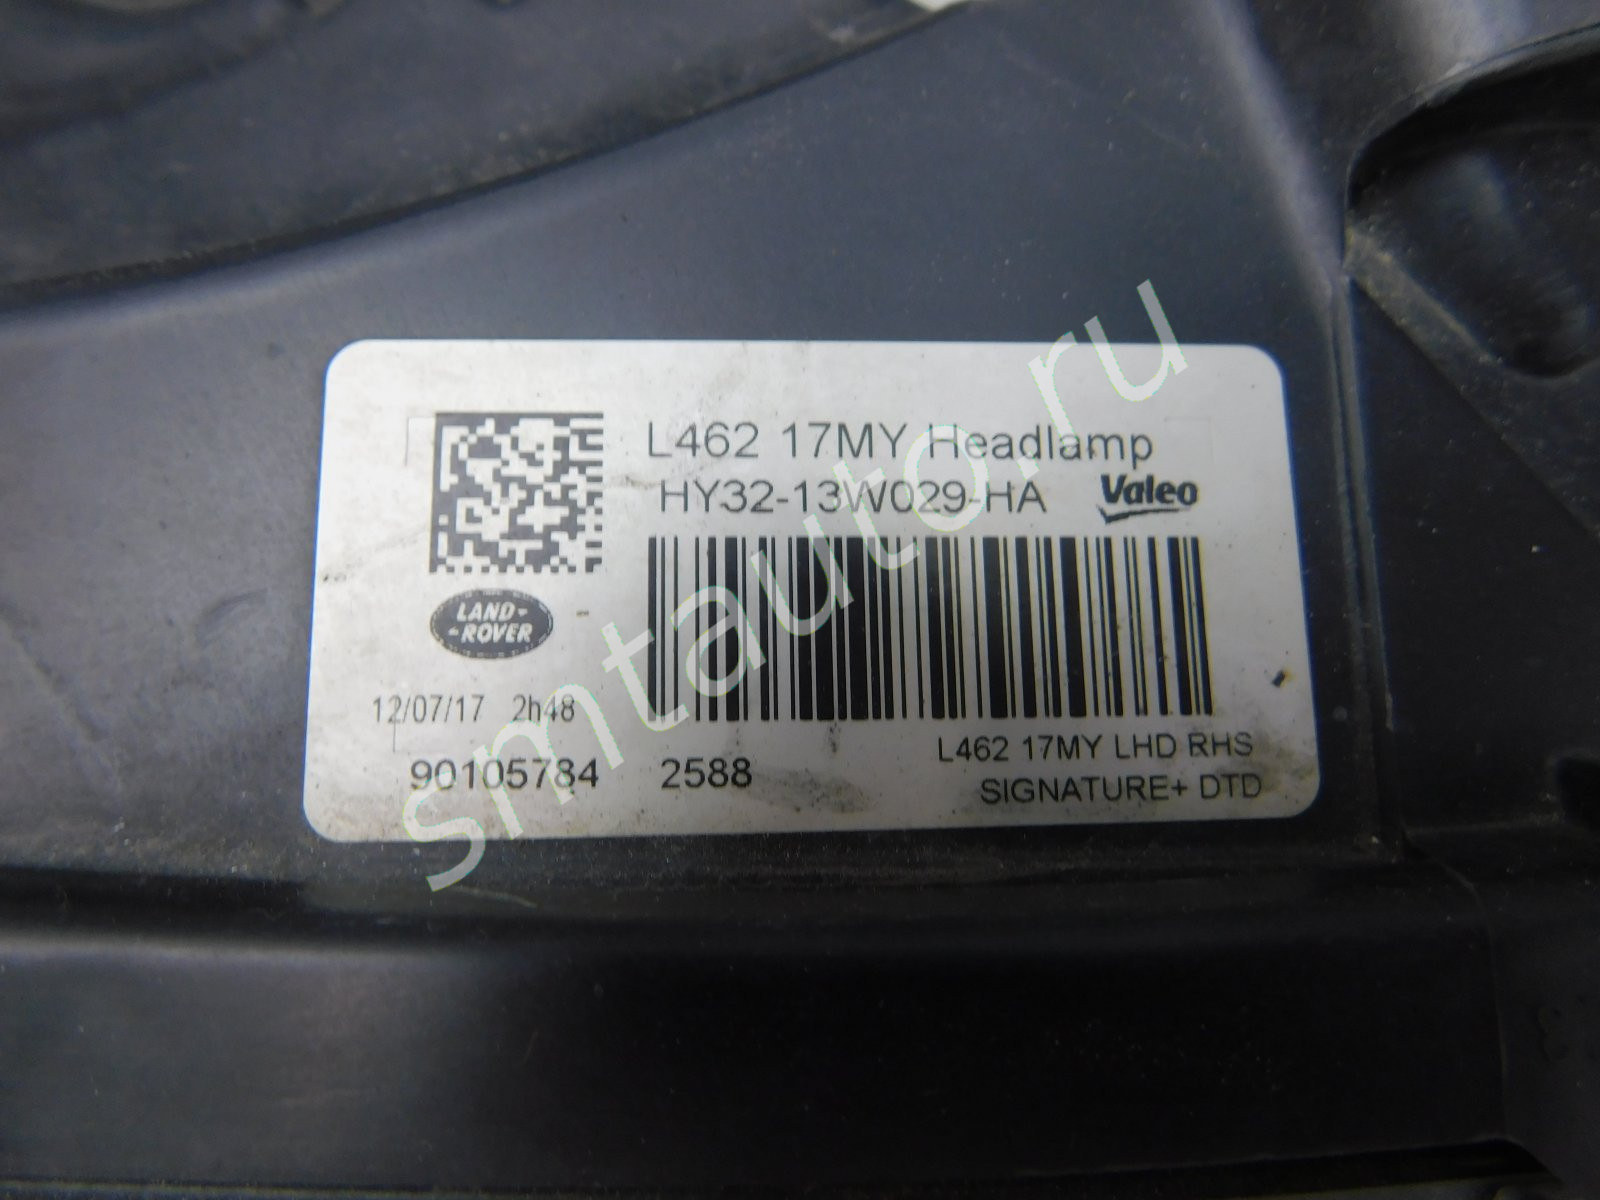 L462 17MY Headlamp
HY32-13W029-HA Valeo
LAND-
-ROVER
-
12/07/17 2h48
90105784 2588
L462 17MY LHD RHS
SIGNATURE+ DTD
smtauto.ru